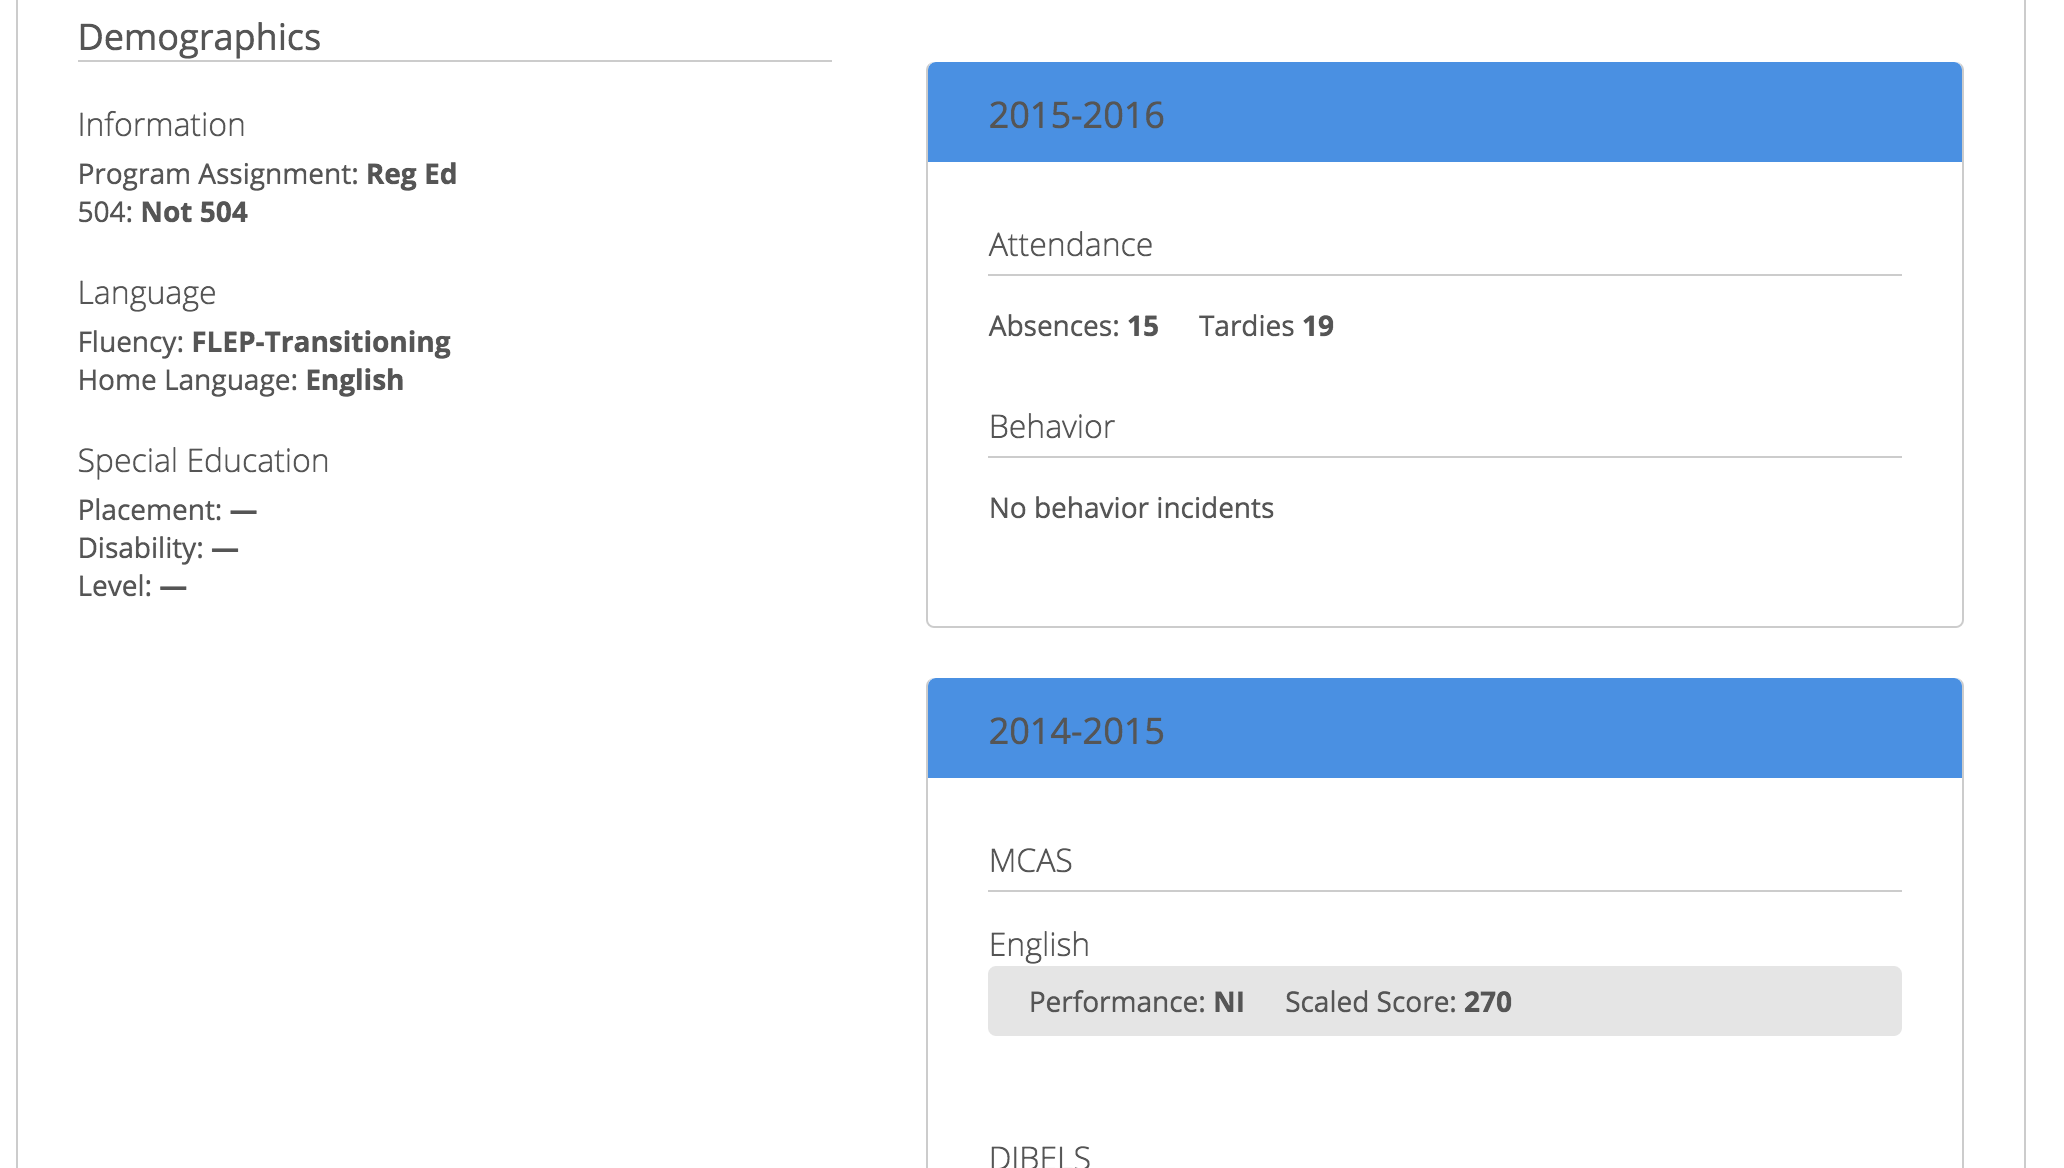 Demographics
Information
Program Assignment: Reg Ed
504: Not 504
Language
Fluency: FLEP-Transitioning
Home Language: English
Special Education
Placement: —
Disability: —
Level: —
2015-2016
Attendance
Absences: 15 Tardies 19
Behavior
No behavior incidents
2014-2015
MCAS
English
Performance: NI Scaled Score: 270
DIBELS